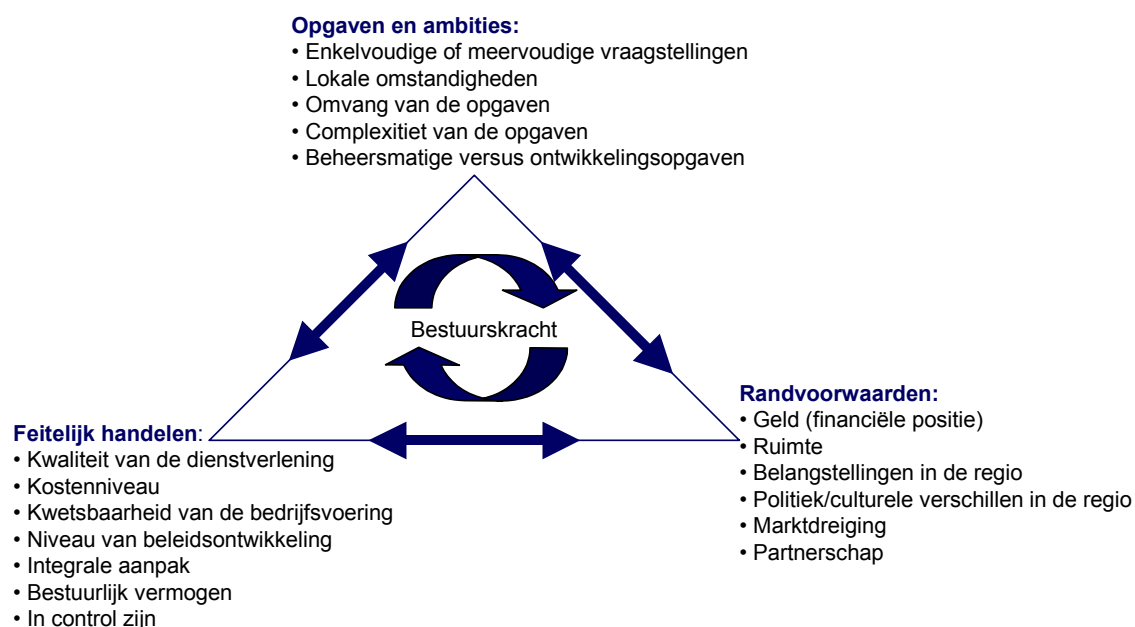 Opgaven en ambities:
• Enkelvoudige of meervoudige vraagstellingen
• Lokale omstandigheden
• Omvang van de opgaven
• Complexitiet van de opgaven
• Beheersmatige versus ontwikkelingsopgaven
Bestuurskracht
Feitelijk handelen:
• Kwaliteit van de dienstverlening
• Kostenniveau
• Kwetsbaarheid van de bedrijfsvoering
• Niveau van beleidsontwikkeling
• Integrale aanpak
• Bestuurlijk vermogen
• In control zijn
Randvoorwaarden:
• Geld (financiële positie)
• Ruimte
• Belangstellingen in de regio
• Politiek/culturele verschillen in de regio
• Marktdreiging
• Partnerschap